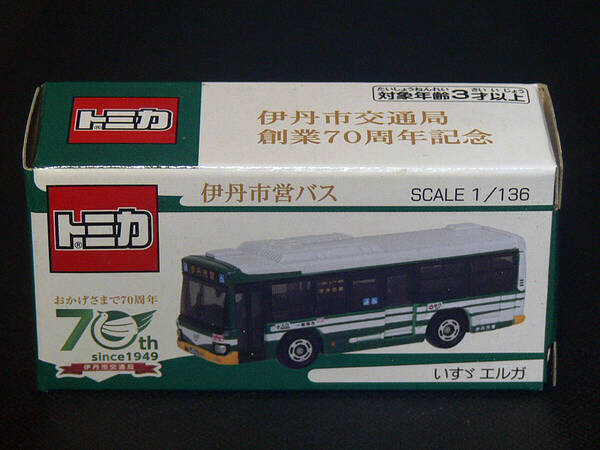 トミカ
たいしょうねんれい さい いじょう
対象年齢3才以上
伊丹市交通局
創業70周年記念
トミカ
伊丹市営バス
SCALE 1/136
おかげさまで70周年
70th
since1949
伊丹市交通局
いすゞ エルガ